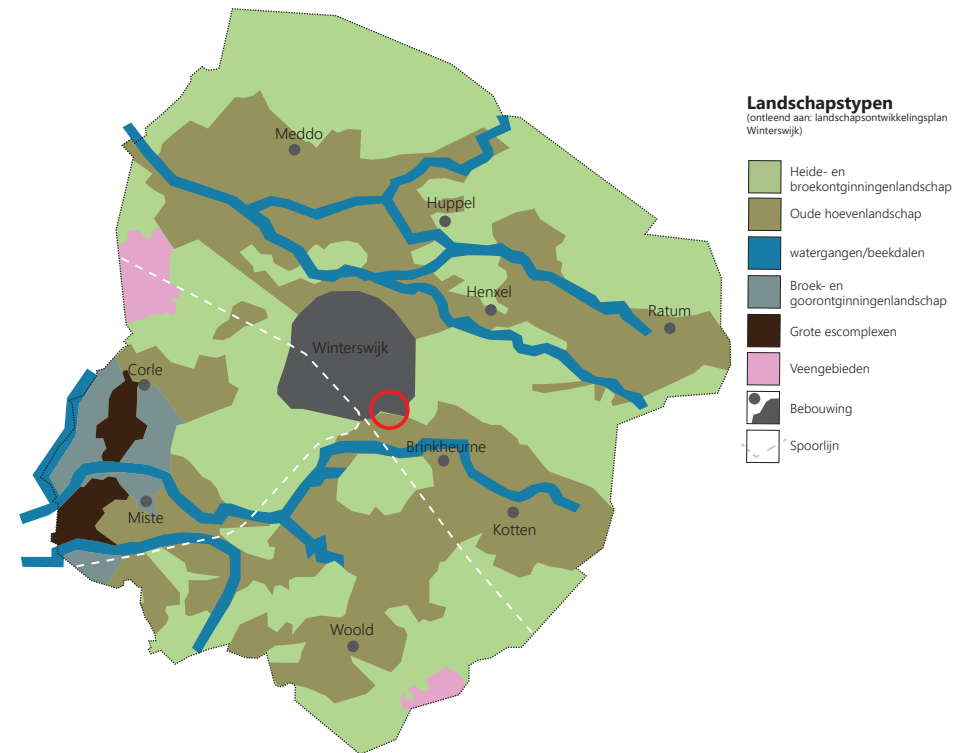 Meddo
Huppel
Henxel
Ratum
Winterswijk
Corle
Brinkheurne
Miste
Kotten
Woold
Landschapstypen
(ontleend aan: landschapsontwikkelingsplan
Winterswijk)
Heide- en
broekontginningenlandschap
Oude hoevenlandschap
watergangen/beekdalen
Broek- en
goorontginningenlandschap
Grote escomplexen
Veengebieden
Bebouwing
Spoorlijn